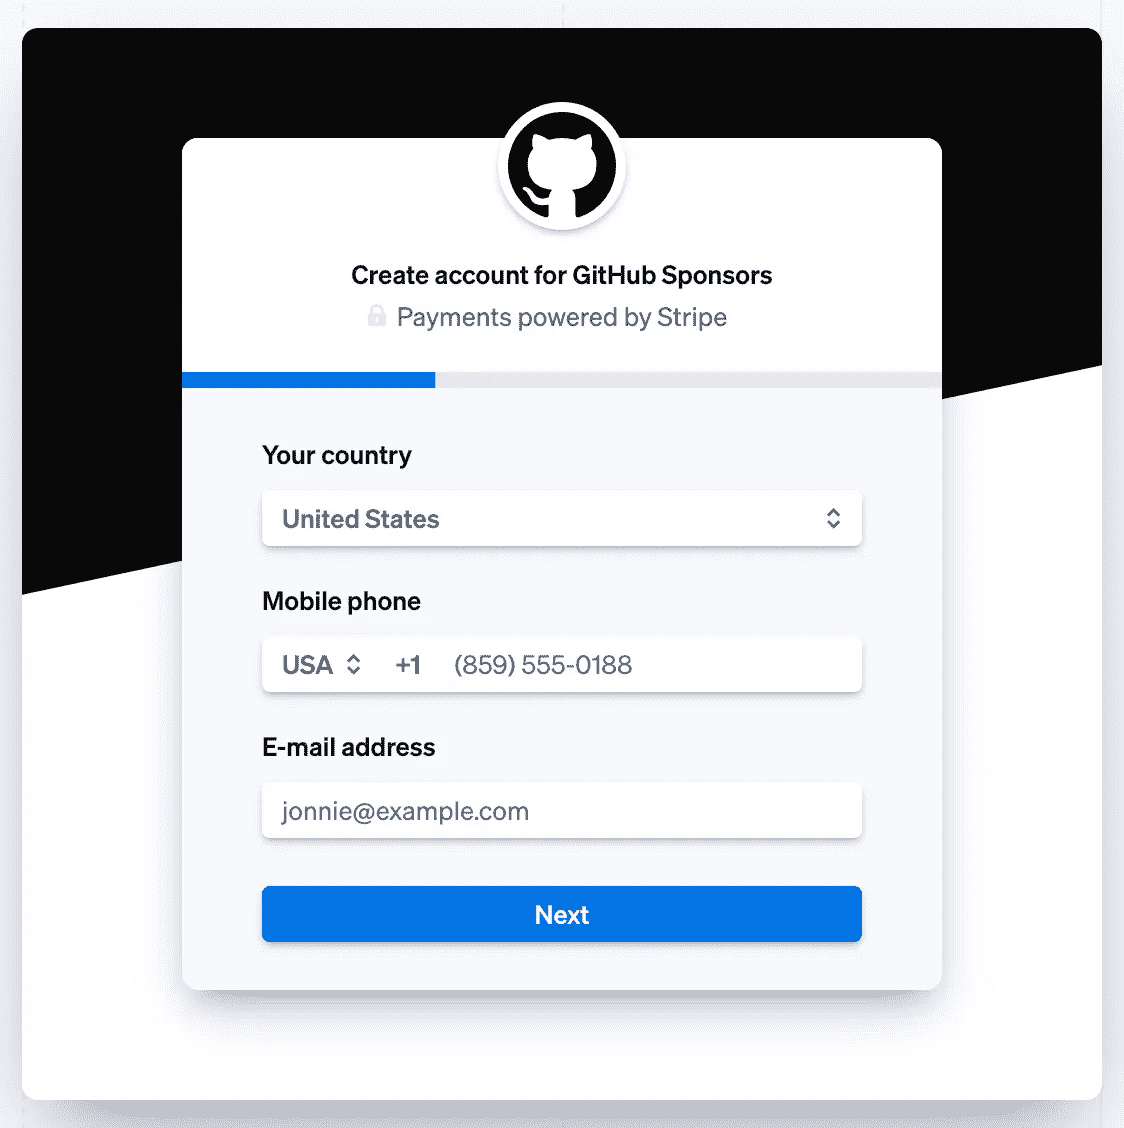 Create account for GitHub Sponsors
Payments powered by Stripe
Your country
United States
Mobile phone
USA +1 (859) 555-0188
E-mail address
jonnie@example.com
Next